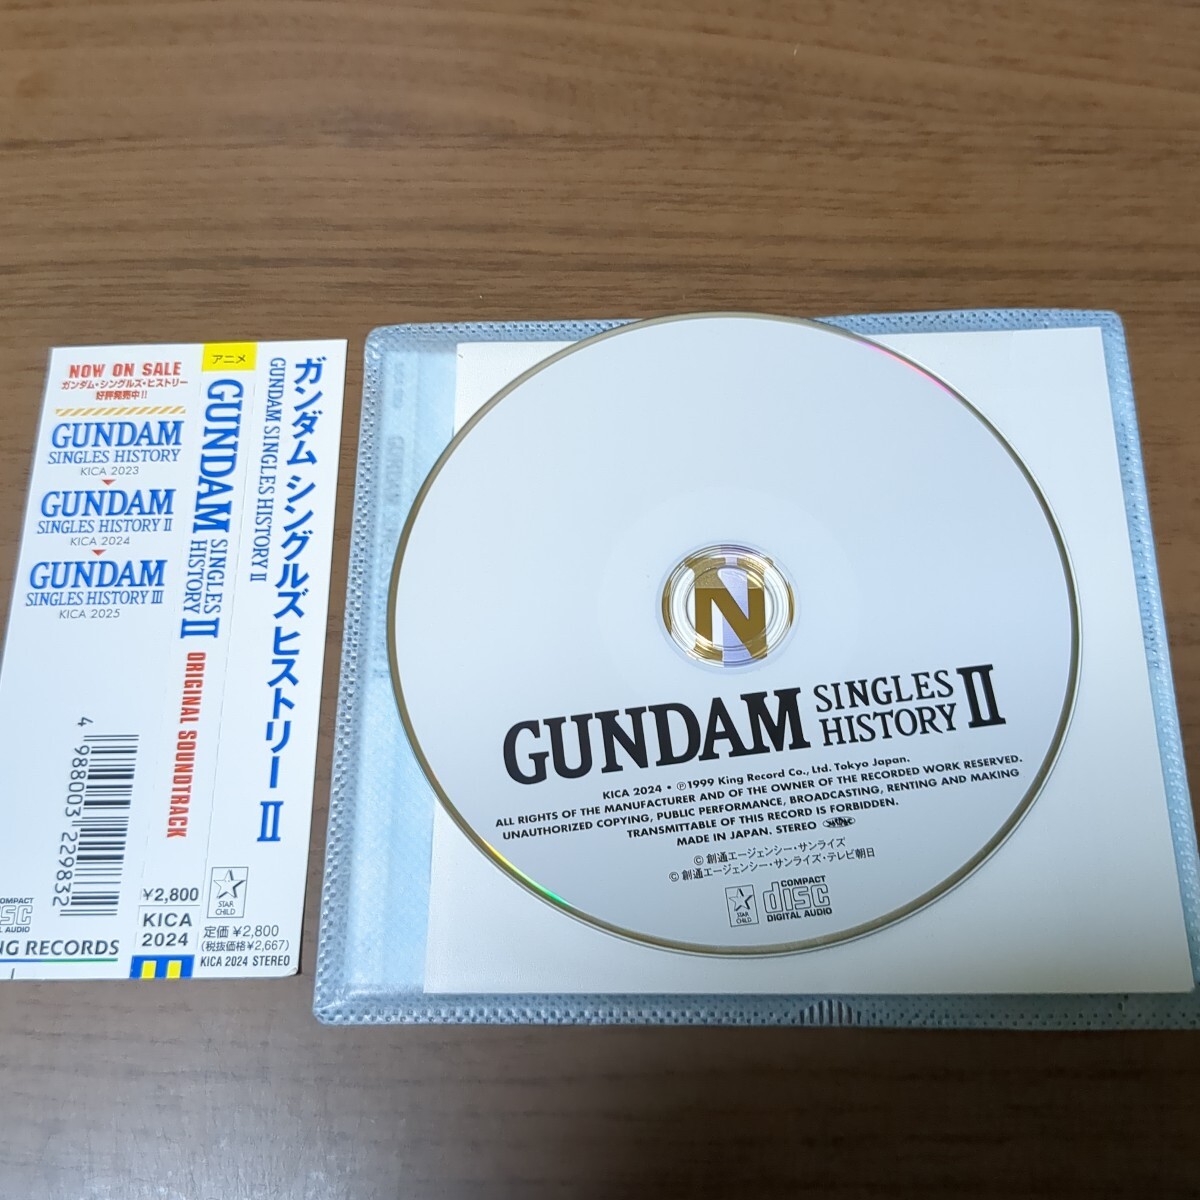 NOW ON SALE
ガンダム・シングルズ・ヒストリー
好評発売中!!
GUNDAM
SINGLES HISTORY
KICA 2023
GUNDAM
SINGLES HISTORY II
KICA 2024
GUNDAM
SINGLES HISTORY III
KICA 2025
4 988003 229832
COMPACT
disc
DIGITAL AUDIO
NG RECORDS
アニメ
GUNDAM SINGLES HISTORY II
ORIGINAL SOUNDTRACK
¥2,800
KICA
2024
ガンダム シングルズ ヒストリー II
GUNDAM SINGLES HISTORY II
STAR
CHILD
定価 ¥2,800
(税抜価格¥2,667)
KICA 2024 STEREO
N
GUNDAM SINGLES HISTORY II
KICA 2024 • ℗1999 King Record Co., Ltd. Tokyo Japan.
ALL RIGHTS OF THE MANUFACTURER AND OF THE OWNER OF THE RECORDED WORK RESERVED.
UNAUTHORIZED COPYING, PUBLIC PERFORMANCE, BROADCASTING, RENTING AND MAKING
TRANSMITTABLE OF THIS RECORD IS FORBIDDEN.
MADE IN JAPAN. STEREO
© 創通エージェンシー・サンライズ
© 創通エージェンシー・サンライズ・テレビ朝日
STAR
CHILD
COMPACT
disc
DIGITAL AUDIO